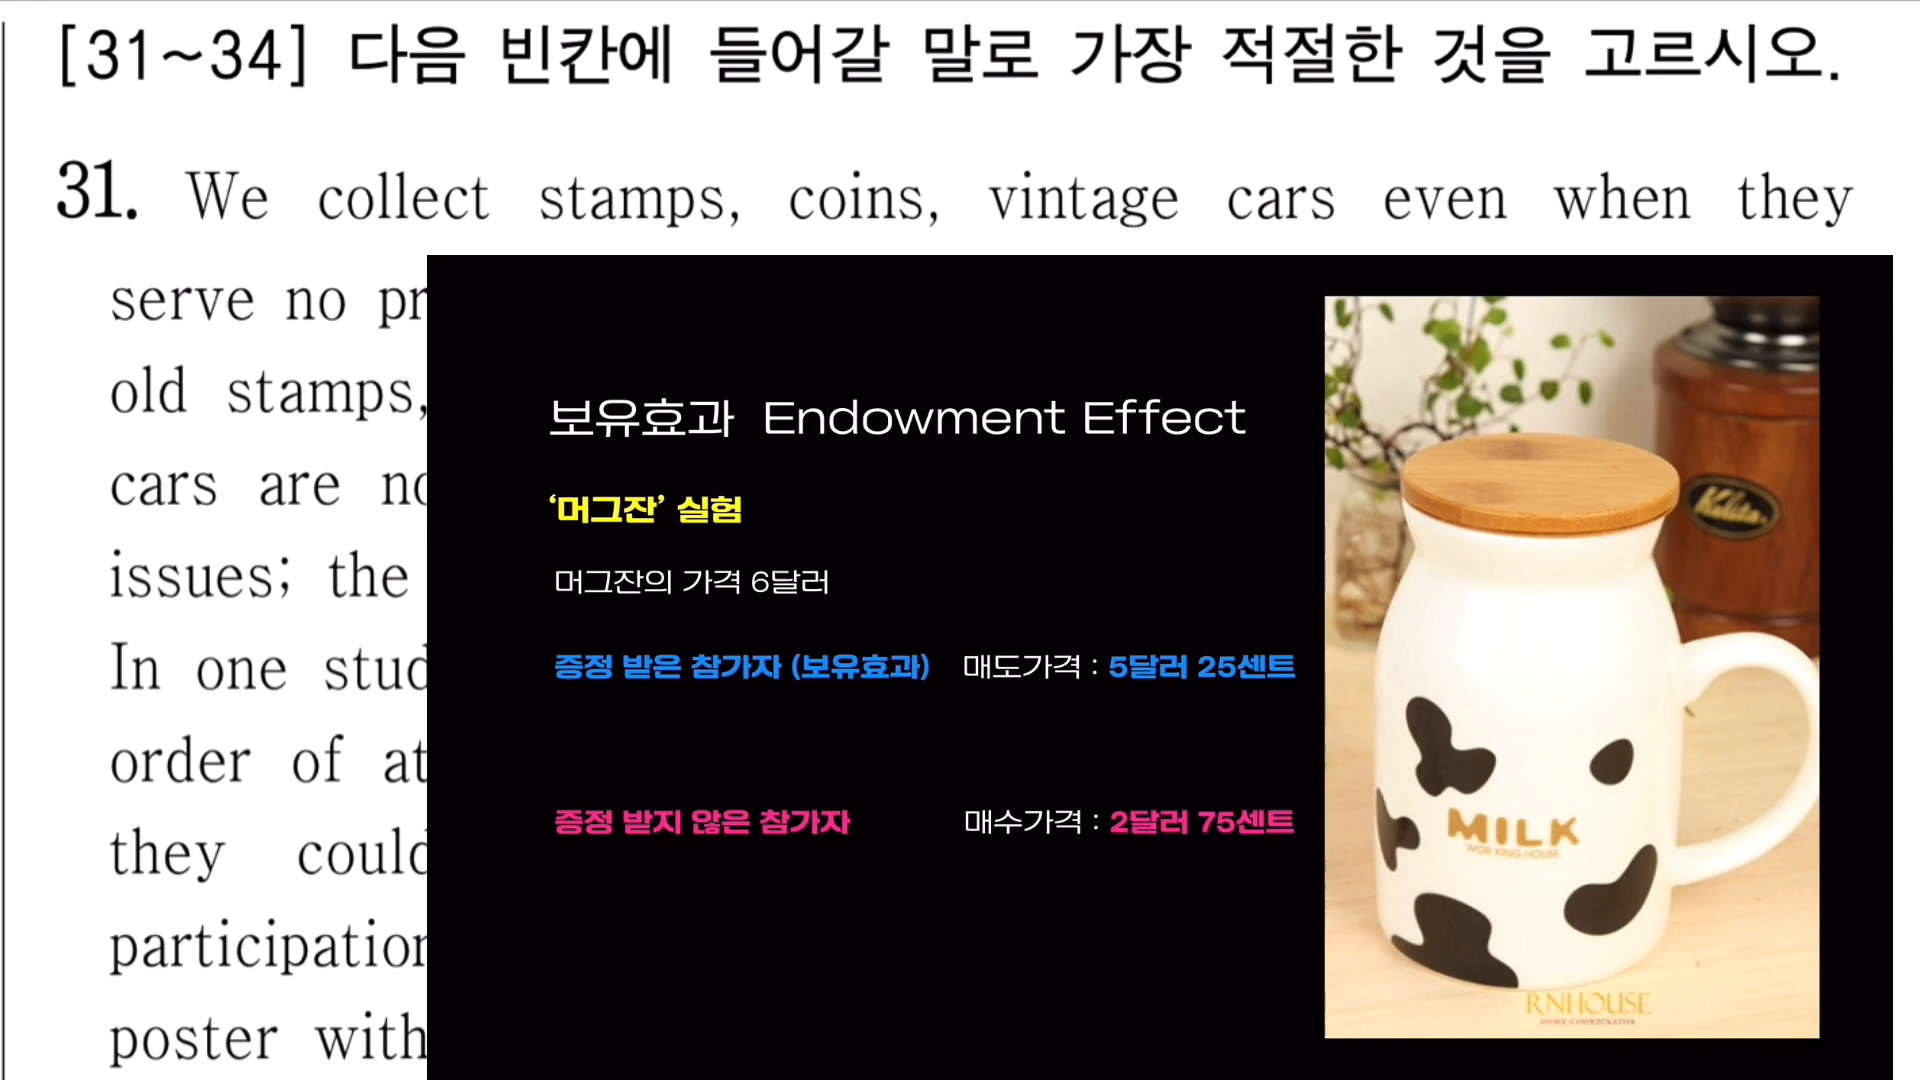 [31~34] 다음 빈칸에 들어갈 말로 가장 적절한 것을 고르시오.
31. We collect stamps, coins, vintage cars even when they
serve no pr
old stamps,
cars are no
issues; the
In one stud
order of at
they could
participation
poster with
보유효과 Endowment Effect
‘머그잔’ 실험
머그잔의 가격 6달러
증정 받은 참가자 (보유효과) 매도가격 : 5달러 25센트
증정 받지 않은 참가자 매수가격 : 2달러 75센트
Kalita
MILK
WORKING HOUSE
RNHOUSE
HOME COORDINATOR